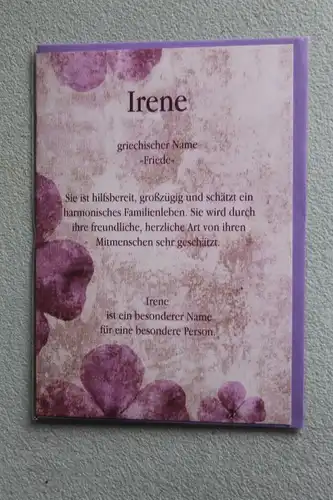 Irene
griechischer Name
-Friede-
Sie ist hilfsbereit, großzügig und schätzt ein
harmonisches Familienleben. Sie wird durch
ihre freundliche, herzliche Art von ihren
Mitmenschen sehr geschätzt.
Irene
ist ein besonderer Name
für eine besondere Person.